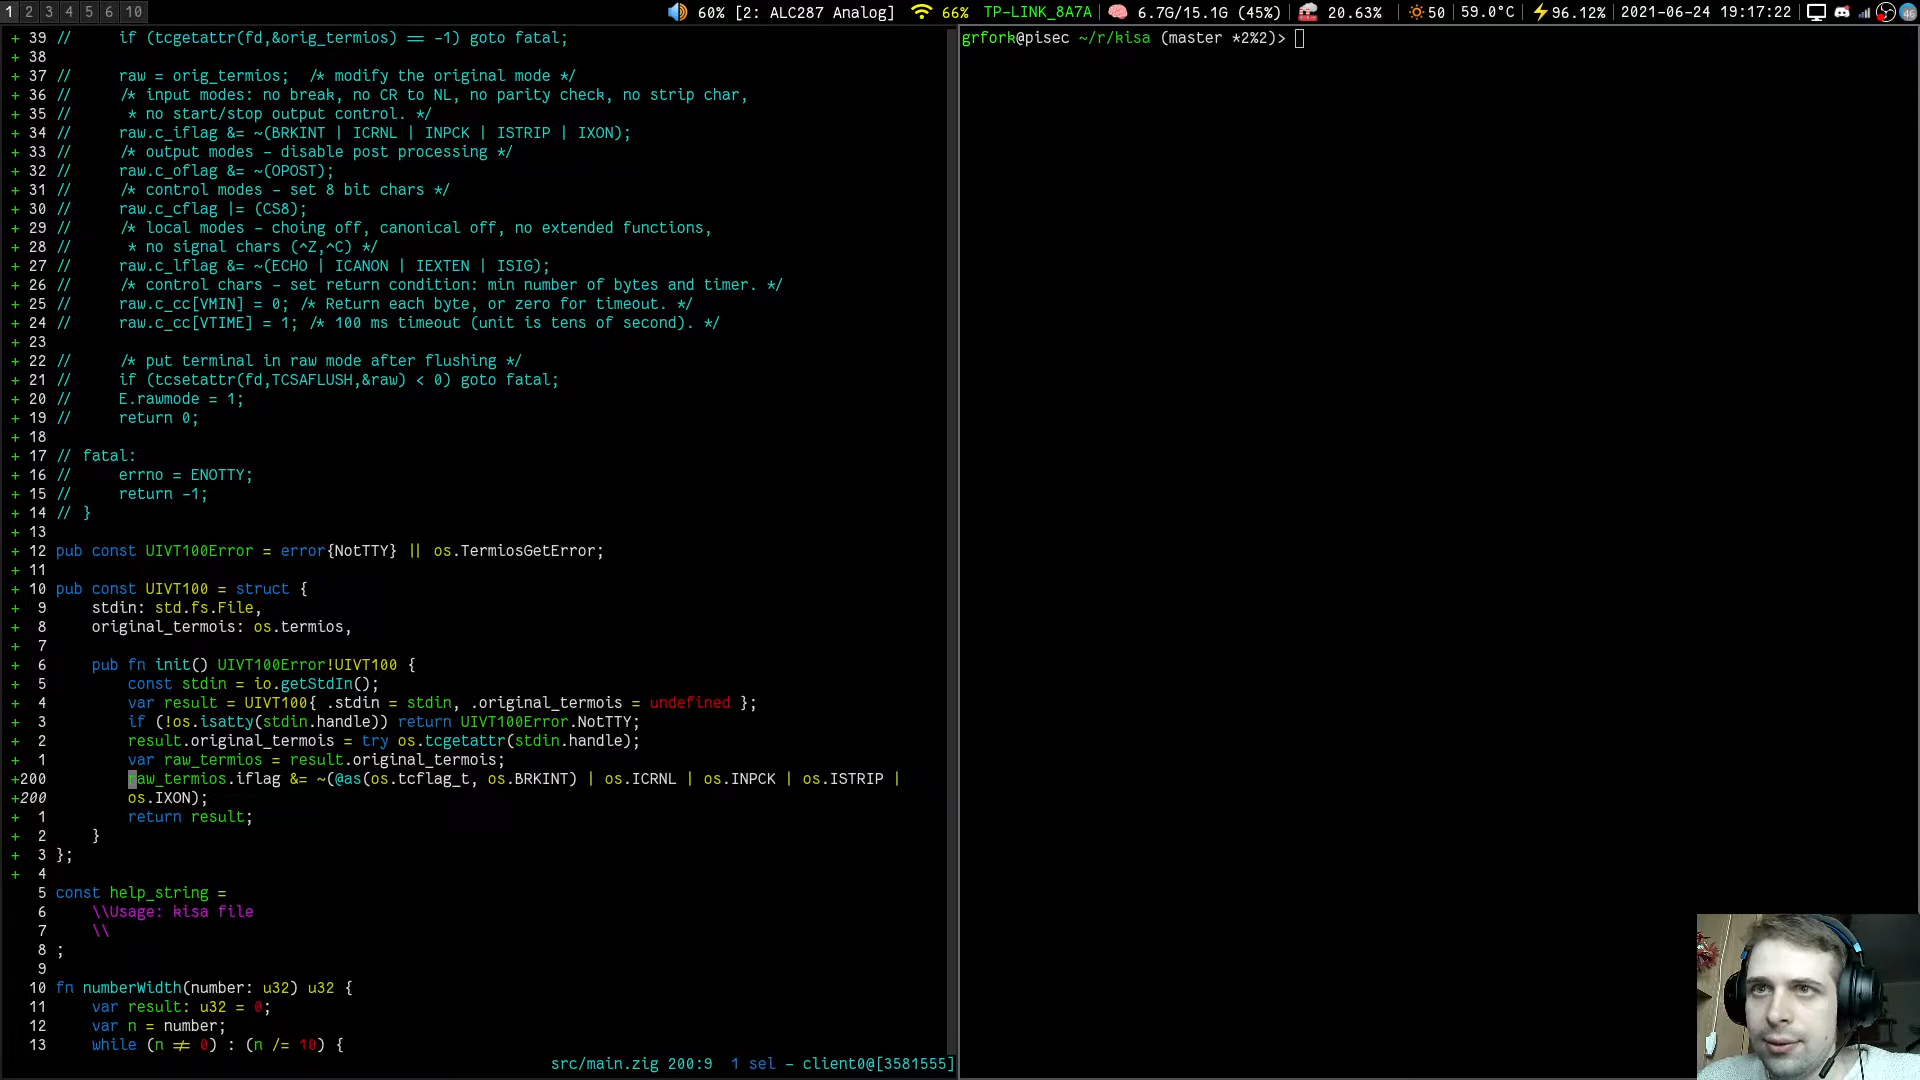 1 2 3 4 5 6 10 60% [2: ALC287 Analog] 66% TP-LINK_8A7A 6.7G/15.1G (45%) 20.63% 50 59.0°C 96.12% 2021-06-24 19:17:22 46
+ 39 //     if (tcgetattr(fd,&orig_termios) == -1) goto fatal;
+ 38
+ 37 //     raw = orig_termios;  /* modify the original mode */
+ 36 //     /* input modes: no break, no CR to NL, no parity check, no strip char,
+ 35 //      * no start/stop output control. */
+ 34 //     raw.c_iflag &= ~(BRKINT | ICRNL | INPCK | ISTRIP | IXON);
+ 33 //     /* output modes - disable post processing */
+ 32 //     raw.c_oflag &= ~(OPOST);
+ 31 //     /* control modes - set 8 bit chars */
+ 30 //     raw.c_cflag |= (CS8);
+ 29 //     /* local modes - choing off, canonical off, no extended functions,
+ 28 //      * no signal chars (^Z,^C) */
+ 27 //     raw.c_lflag &= ~(ECHO | ICANON | IEXTEN | ISIG);
+ 26 //     /* control chars - set return condition: min number of bytes and timer. */
+ 25 //     raw.c_cc[VMIN] = 0; /* Return each byte, or zero for timeout. */
+ 24 //     raw.c_cc[VTIME] = 1; /* 100 ms timeout (unit is tens of second). */
+ 23
+ 22 //     /* put terminal in raw mode after flushing */
+ 21 //     if (tcsetattr(fd,TCSAFLUSH,&raw) < 0) goto fatal;
+ 20 //     E.rawmode = 1;
+ 19 //     return 0;
+ 18
+ 17 // fatal:
+ 16 //     errno = ENOTTY;
+ 15 //     return -1;
+ 14 // }
+ 13
+ 12 pub const UIVT100Error = error{NotTTY} || os.TermiosGetError;
+ 11
+ 10 pub const UIVT100 = struct {
+  9     stdin: std.fs.File,
+  8     original_termois: os.termios,
+  7
+  6     pub fn init() UIVT100Error!UIVT100 {
+  5         const stdin = io.getStdIn();
+  4         var result = UIVT100{ .stdin = stdin, .original_termois = undefined };
+  3         if (!os.isatty(stdin.handle)) return UIVT100Error.NotTTY;
+  2         result.original_termois = try os.tcgetattr(stdin.handle);
+  1         var raw_termios = result.original_termois;
+200         raw_termios.iflag &= ~(@as(os.tcflag_t, os.BRKINT) | os.ICRNL | os.INPCK | os.ISTRIP |
+200         os.IXON);
+  1         return result;
+  2     }
+  3 };
+  4
5 const help_string =
6     \\Usage: kisa file
7     \\
8 ;
9
10 fn numberWidth(number: u32) u32 {
11     var result: u32 = 0;
12     var n = number;
13     while (n ≠ 0) : (n /= 10) {
src/main.zig 200:9  1 sel - client0@[3581555]
grfork@pisec ~/r/kisa (master *2%2)>